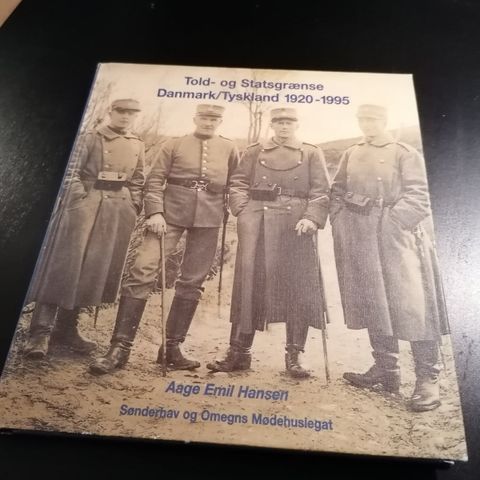 Told- og Statsgrænse
Danmark/Tyskland 1920-1995
Aage Emil Hansen
Sønderhav og Omegns Mødehuslegat